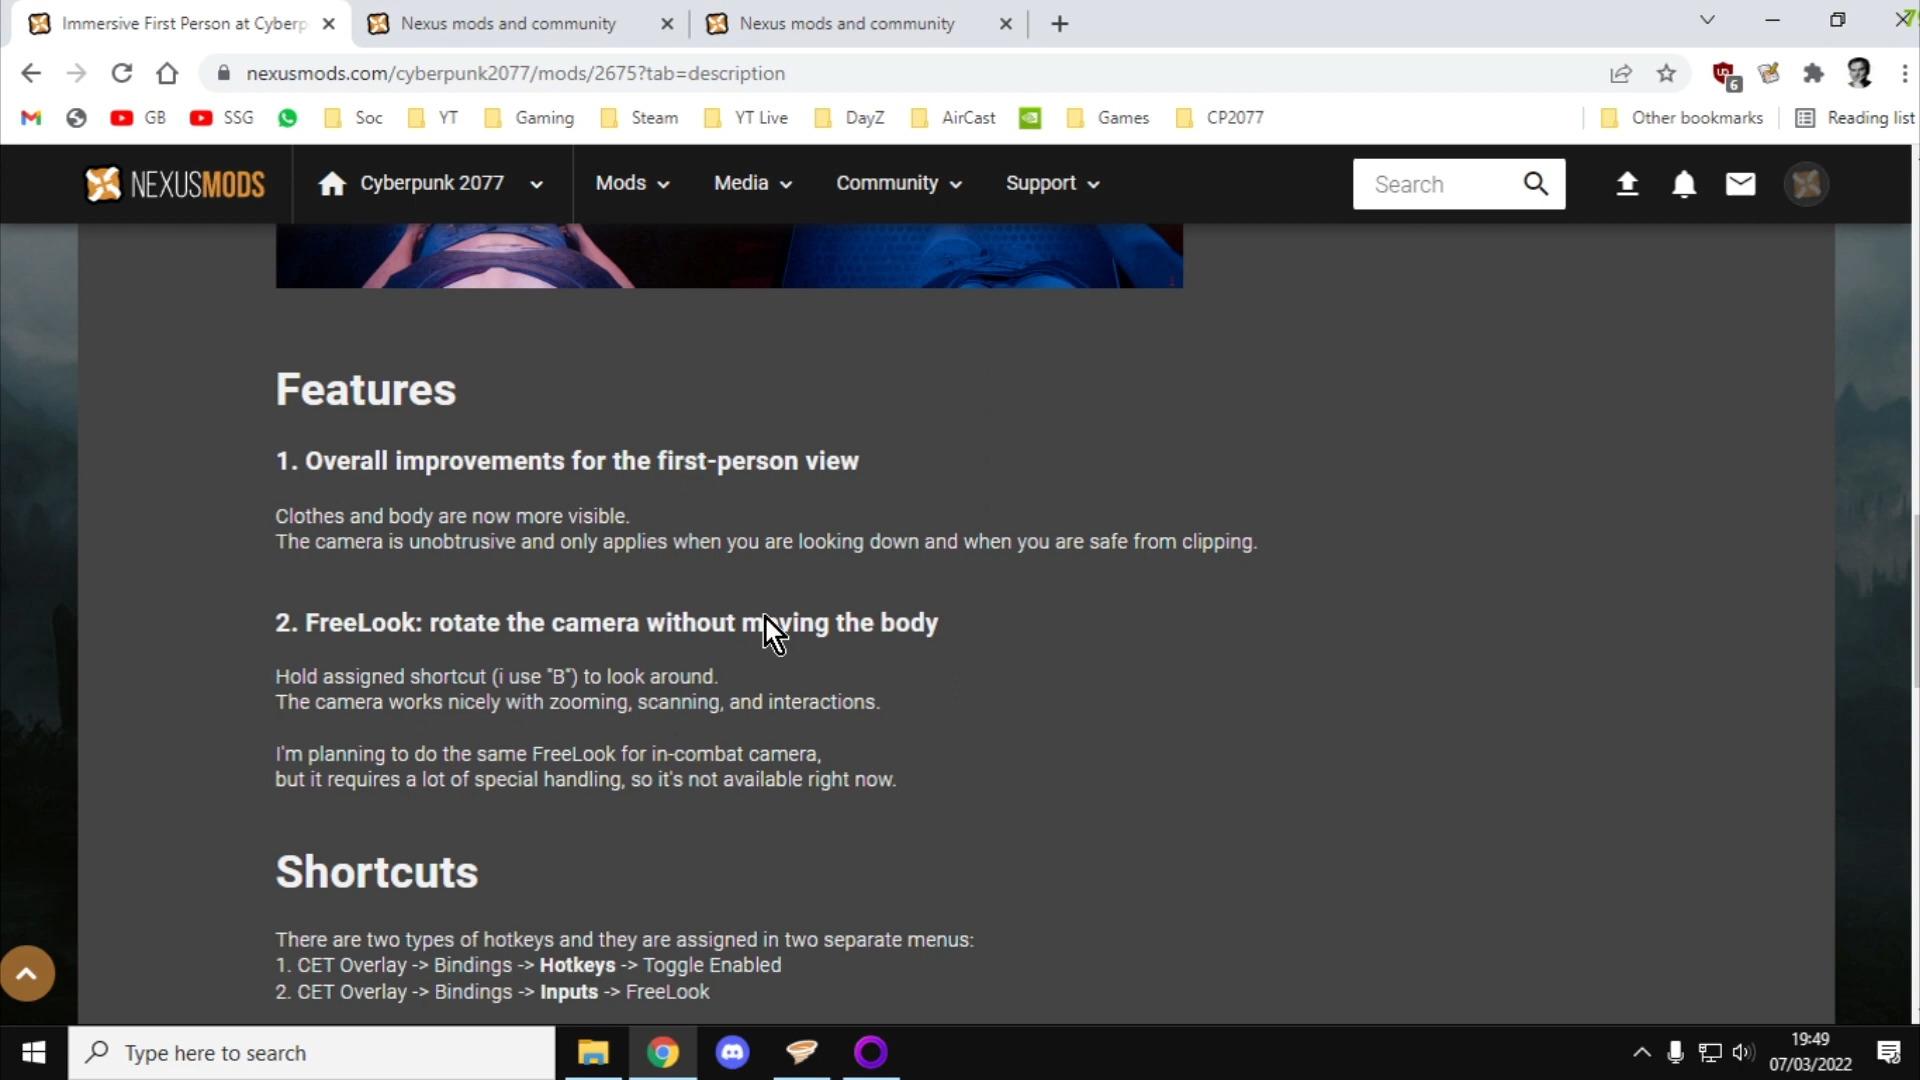 Immersive First Person at Cyberp
Nexus mods and community
Nexus mods and community
nexusmods.com/cyberpunk2077/mods/2675?tab=description
6
GB
SSG
Soc
YT
Gaming
Steam
YT Live
DayZ
AirCast
Games
CP2077
Other bookmarks
Reading list
NEXUSMODS
Cyberpunk 2077
Mods
Media
Community
Support
Search
Features
1. Overall improvements for the first-person view
Clothes and body are now more visible.
The camera is unobtrusive and only applies when you are looking down and when you are safe from clipping.
2. FreeLook: rotate the camera without moving the body
Hold assigned shortcut (i use "B") to look around.
The camera works nicely with zooming, scanning, and interactions.
I'm planning to do the same FreeLook for in-combat camera,
but it requires a lot of special handling, so it's not available right now.
Shortcuts
There are two types of hotkeys and they are assigned in two separate menus:
1. CET Overlay -> Bindings -> Hotkeys -> Toggle Enabled
2. CET Overlay -> Bindings -> Inputs -> FreeLook
Type here to search
19:49
07/03/2022